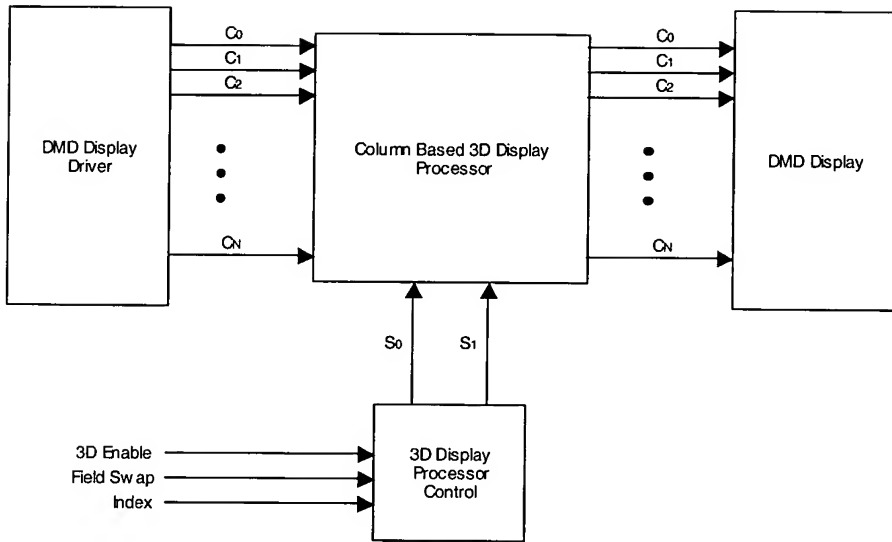 C0
C1
C2
CN
DMD Display
Driver
Column Based 3D Display
Processor
C0
C1
C2
CN
DMD Display
S0
S1
3D Enable
Field Swap
Index
3D Display
Processor
Control